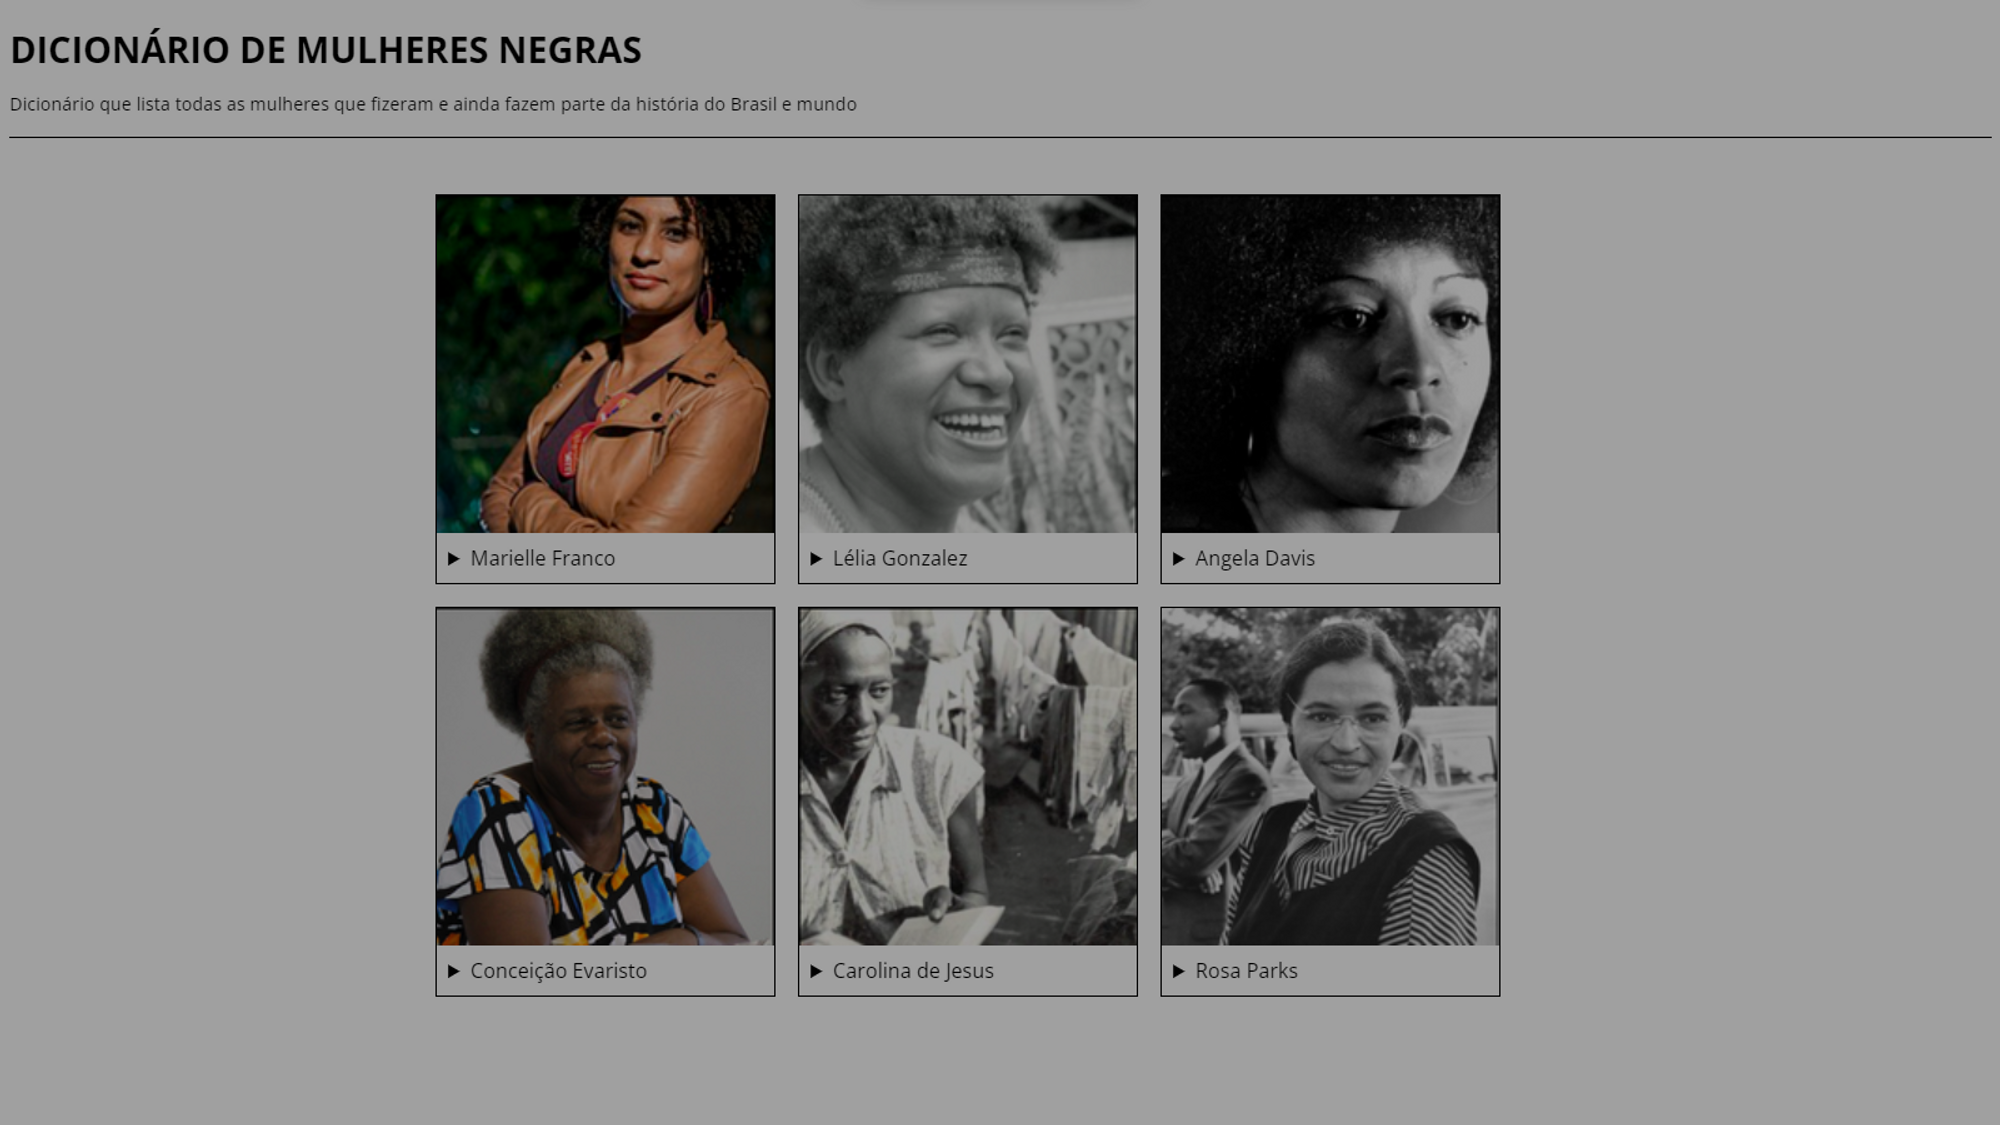 DICIONÁRIO DE MULHERES NEGRAS
Dicionário que lista todas as mulheres que fizeram e ainda fazem parte da história do Brasil e mundo
Marielle Franco
Lélia Gonzalez
Angela Davis
Conceição Evaristo
Carolina de Jesus
Rosa Parks